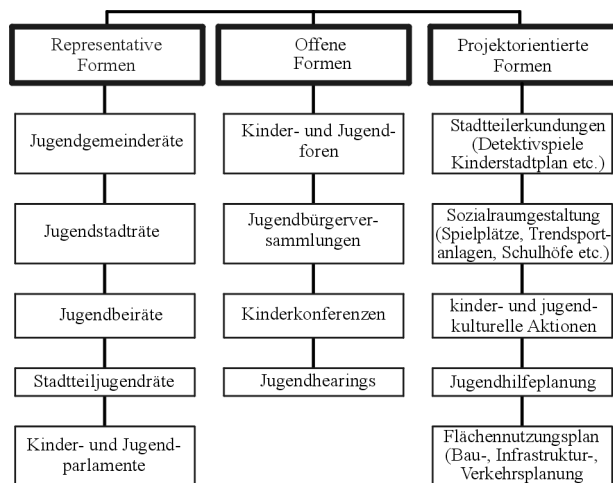 Representative
Formen
Jugendgemeinderäte
Jugendstadträte
Jugendbeiräte
Stadtteiljugendräte
Kinder- und Jugend-
parlamente
Offene
Formen
Kinder- und Jugend-
foren
Jugendbürgerver-
sammlungen
Kinderkonferenzen
Jugendhearings
Projektorientierte
Formen
Stadtteilerkundungen
(Detektivspiele
Kinderstadtplan etc.)
Sozialraumgestaltung
(Spielplätze, Trendsport-
anlagen, Schulhöfe etc.)
kinder- und jugend-
kulturelle Aktionen
Jugendhilfeplanung
Flächennutzungsplan
(Bau-, Infrastruktur-,
Verkehrsplanung